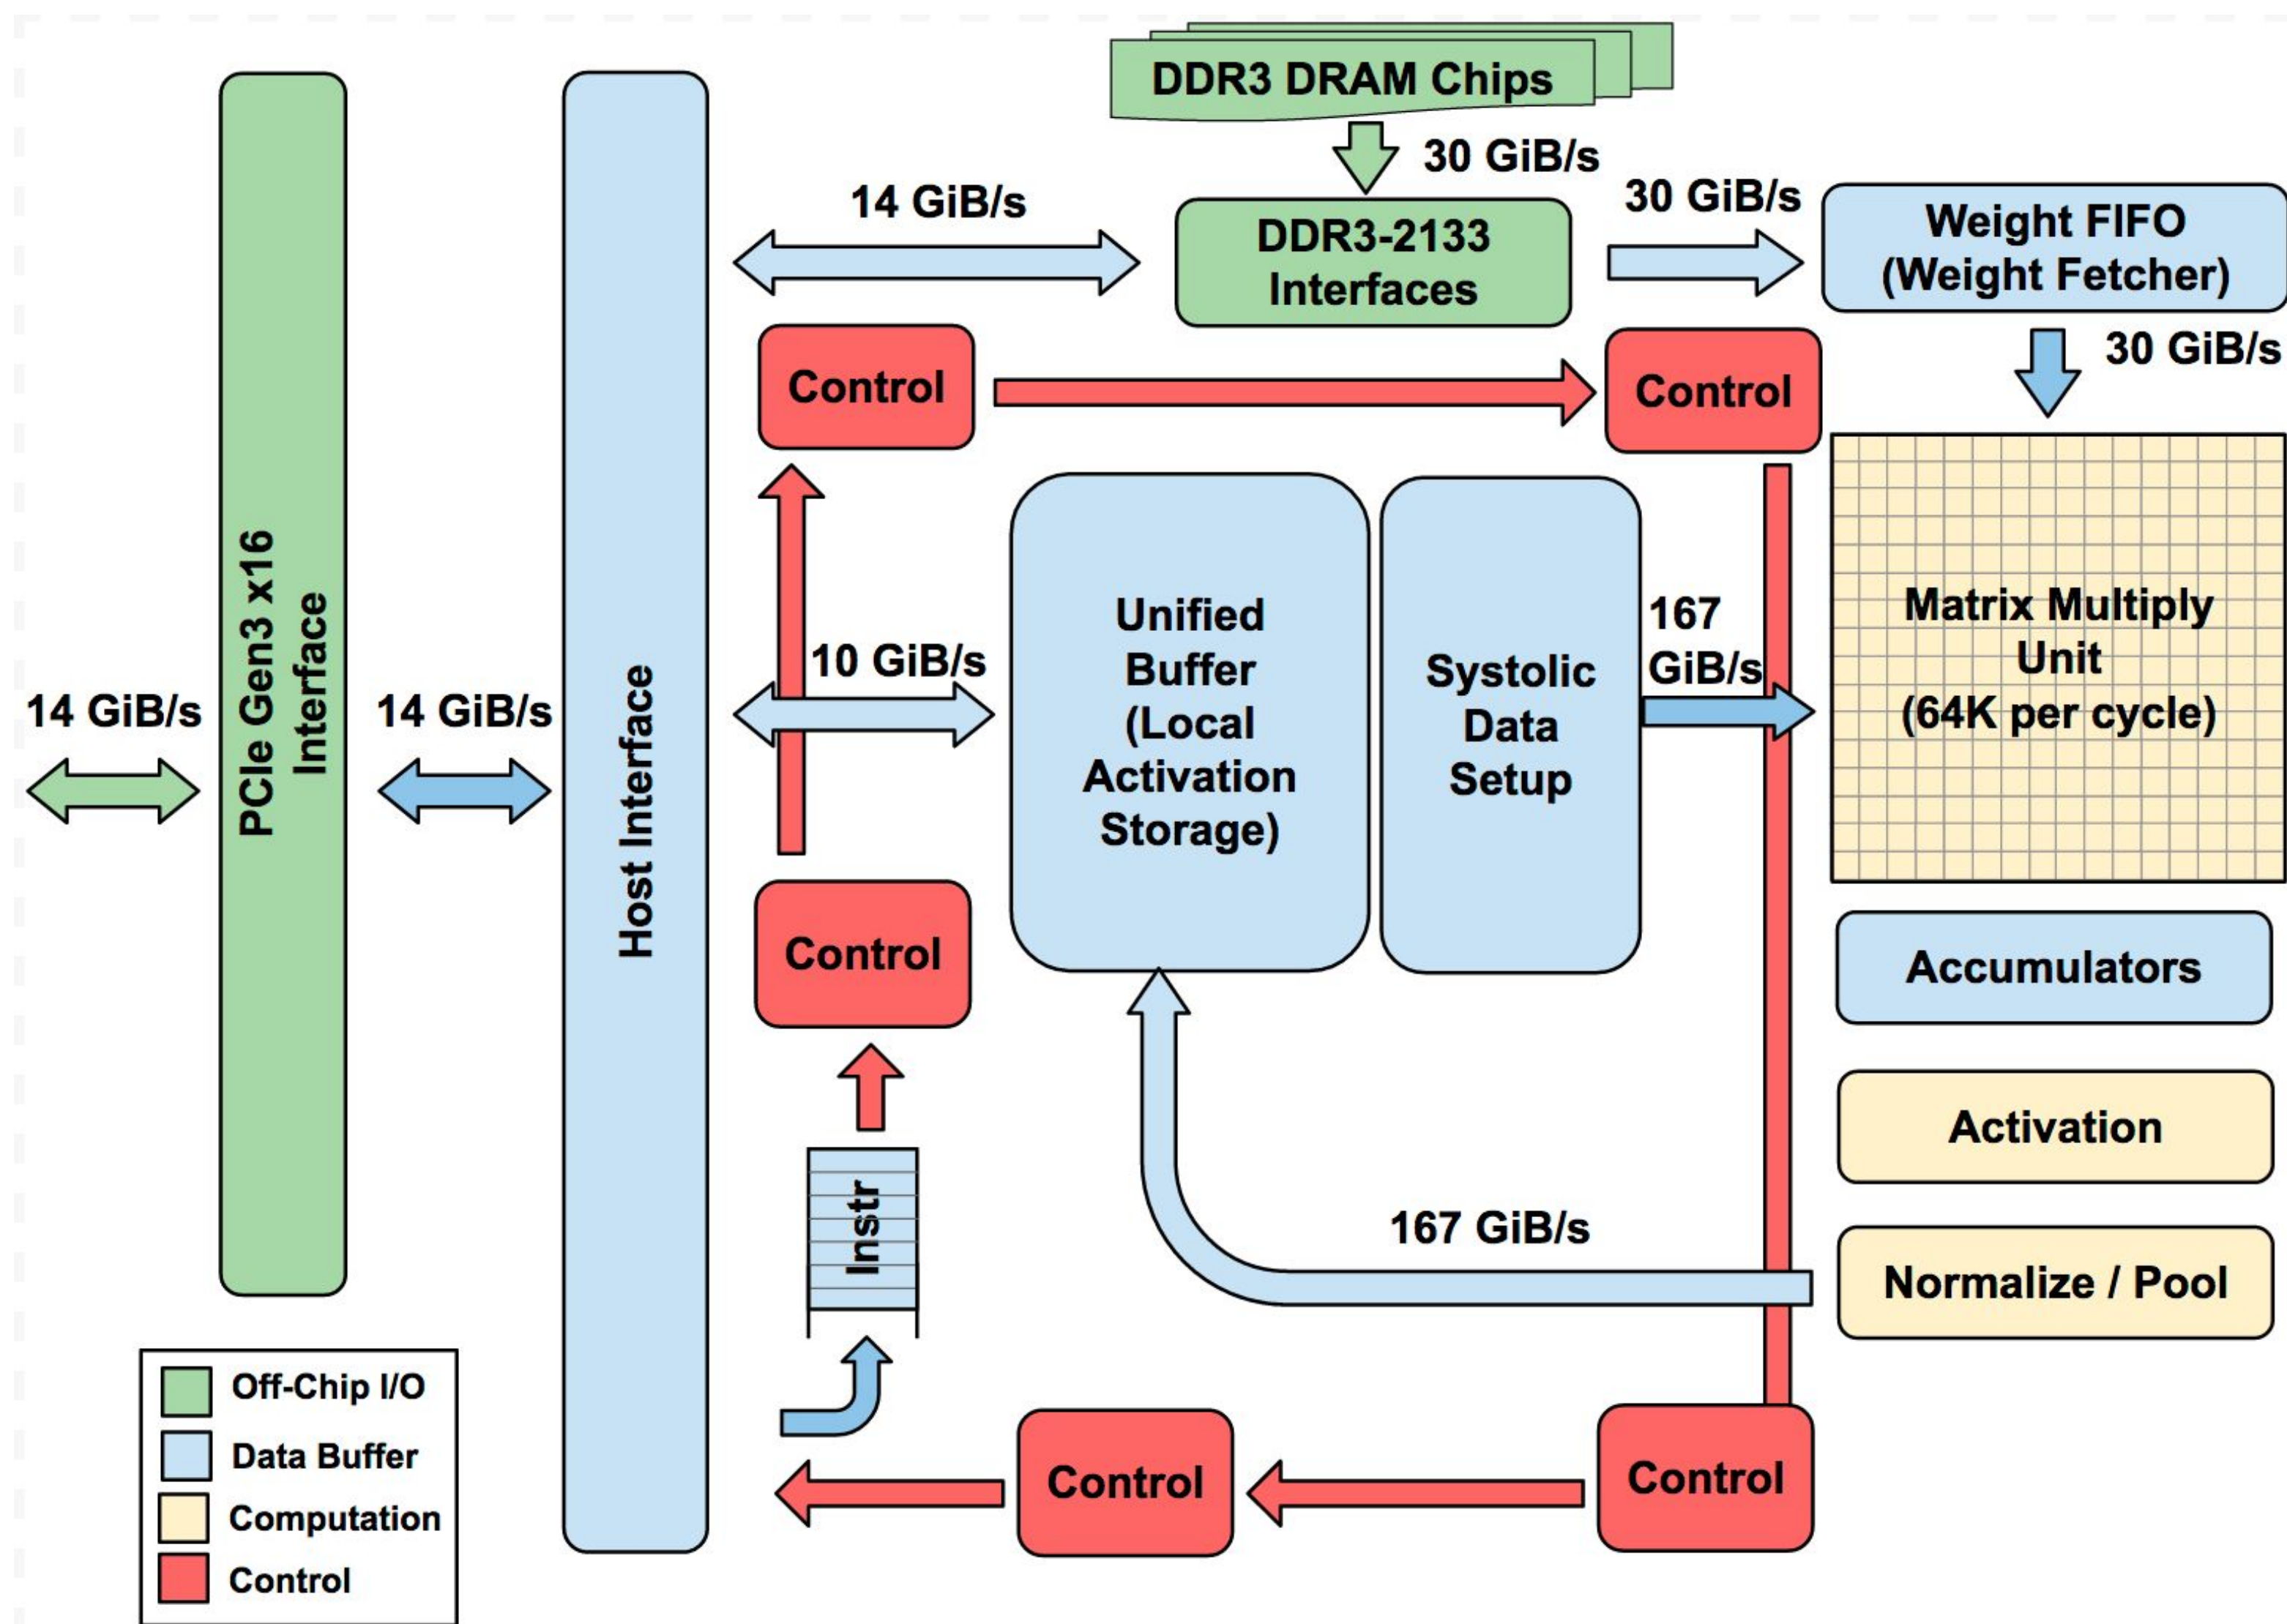 DDR3 DRAM Chips
30 GiB/s
14 GiB/s
DDR3-2133
Interfaces
30 GiB/s
Weight FIFO
(Weight Fetcher)
30 GiB/s
Control
Control
PCIe Gen3 x16
Interface
Host Interface
14 GiB/s
14 GiB/s
10 GiB/s
Unified
Buffer
(Local
Activation
Storage)
Systolic
Data
Setup
167
GiB/s
Matrix Multiply
Unit
(64K per cycle)
Control
Accumulators
Activation
Instr
167 GiB/s
Normalize / Pool
Control
Control
Off-Chip I/O
Data Buffer
Computation
Control